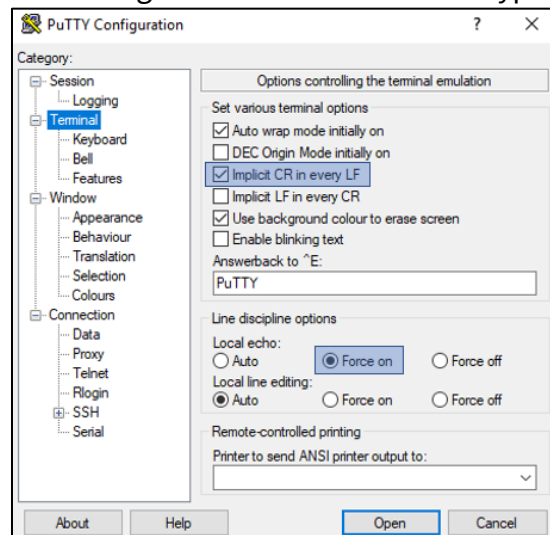 PuTTY Configuration ? ×
Category:
Session
Logging
Terminal
Keyboard
Bell
Features
Window
Appearance
Behaviour
Translation
Selection
Colours
Connection
Data
Proxy
Telnet
Rlogin
SSH
Serial
Options controlling the terminal emulation
Set various terminal options
Auto wrap mode initially on
DEC Origin Mode initially on
Implicit CR in every LF
Implicit LF in every CR
Use background colour to erase screen
Enable blinking text
Answerback to ^E:
PuTTY
Line discipline options
Local echo:
Auto Force on Force off
Local line editing:
Auto Force on Force off
Remote-controlled printing
Printer to send ANSI printer output to:
About Help Open Cancel